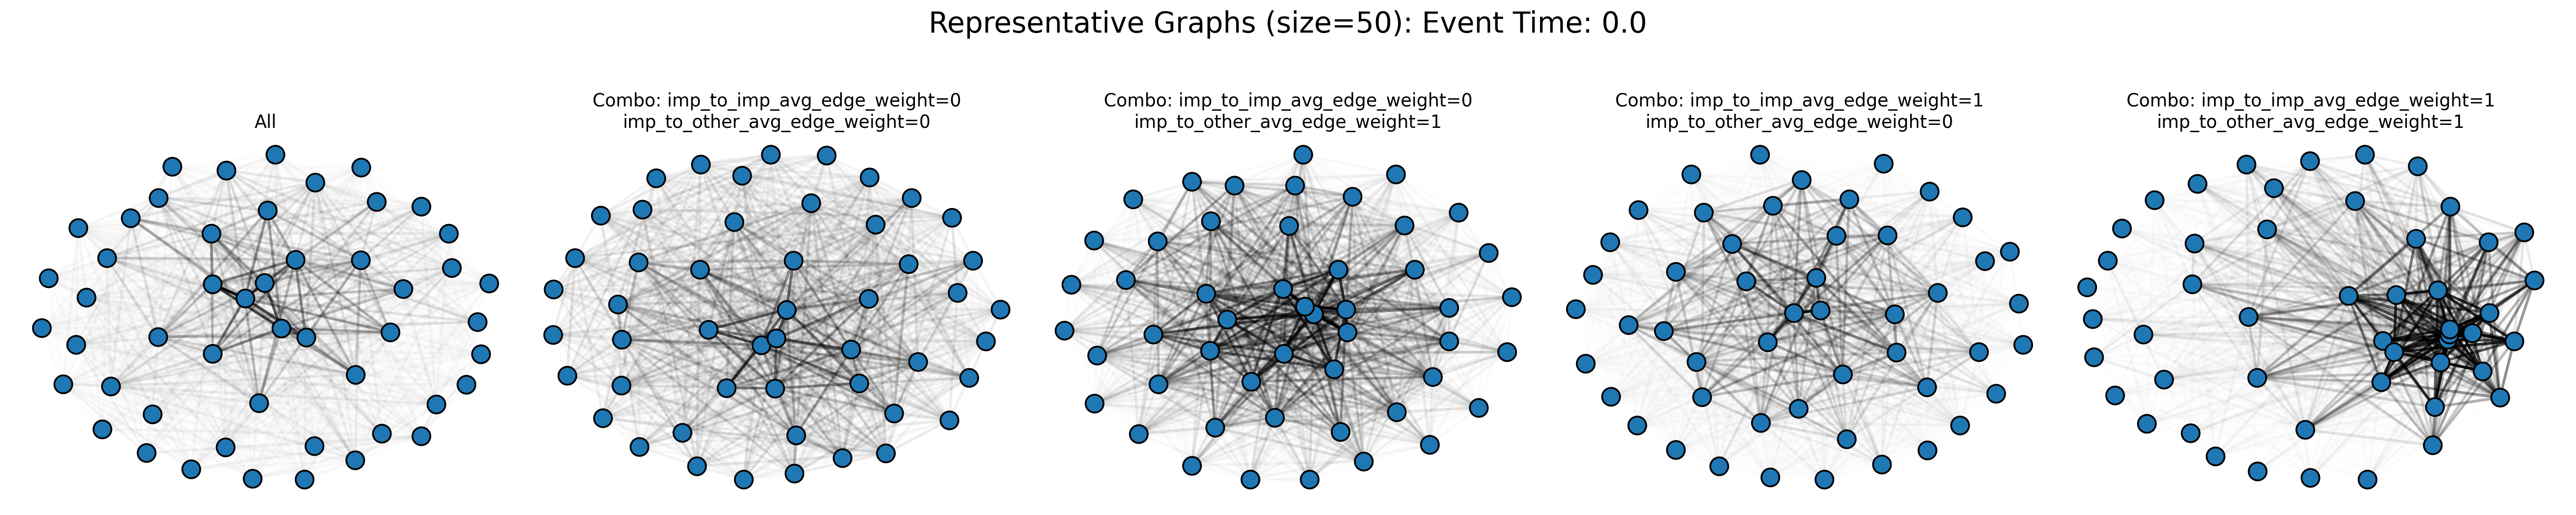 Representative Graphs (size=50): Event Time: 0.0
All
Combo: imp_to_imp_avg_edge_weight=0
imp_to_other_avg_edge_weight=0
Combo: imp_to_imp_avg_edge_weight=0
imp_to_other_avg_edge_weight=1
Combo: imp_to_imp_avg_edge_weight=1
imp_to_other_avg_edge_weight=0
Combo: imp_to_imp_avg_edge_weight=1
imp_to_other_avg_edge_weight=1